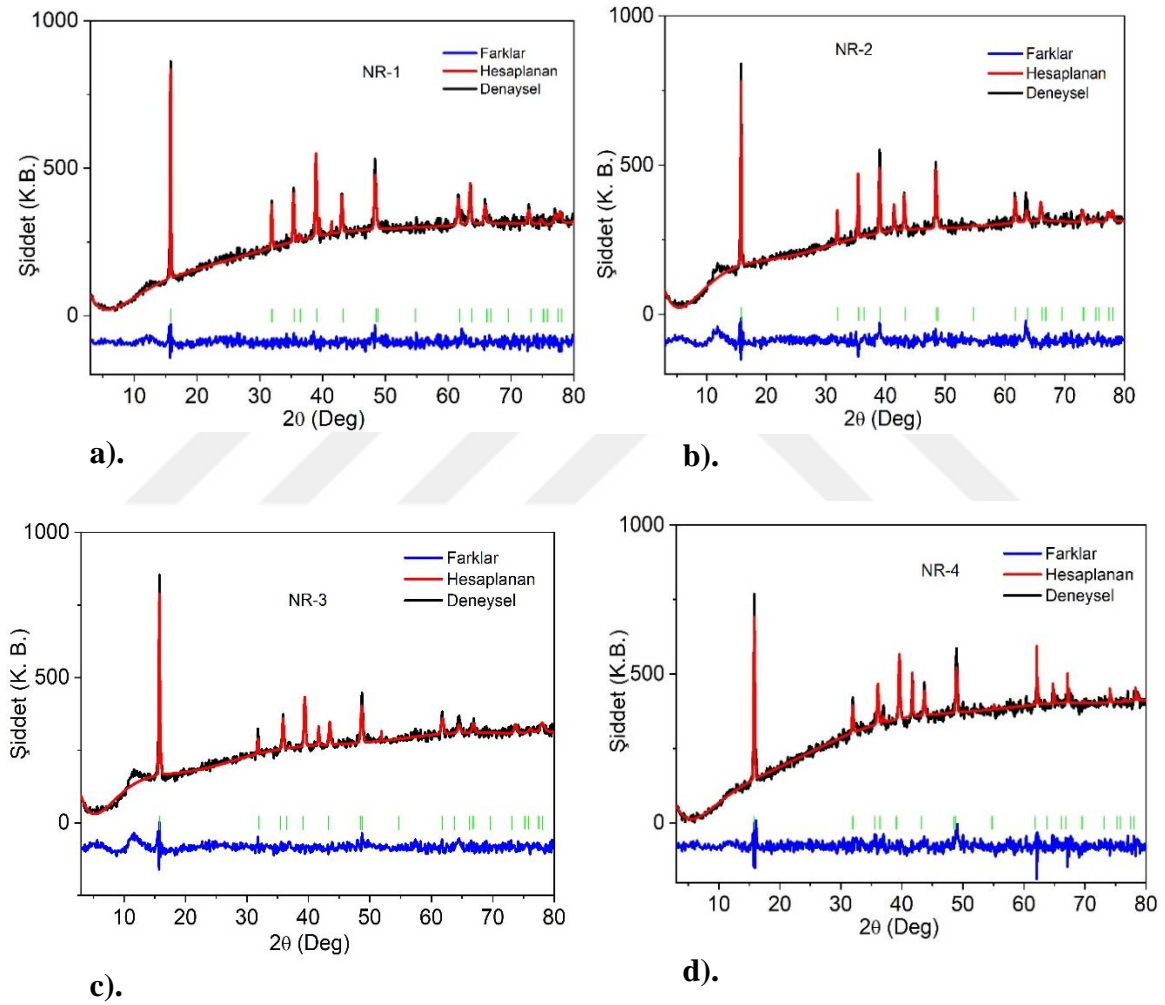 1000
NR-1
Farklar
Hesaplanan
Denaysel
Şiddet (K.B.)
500
0
10 20 30 40 50 60 70 80
2θ (Deg)
a).
1000
NR-2
Farklar
Hesaplanan
Deneysel
Şiddet (K. B.)
500
0
10 20 30 40 50 60 70 80
2θ (Deg)
b).
1000
NR-3
Farklar
Hesaplanan
Deneysel
Şiddet (K. B.)
500
0
10 20 30 40 50 60 70 80
2θ (Deg)
c).
1000
NR-4
Farklar
Hesaplanan
Deneysel
Şiddet (K.B.)
500
0
10 20 30 40 50 60 70 80
2θ (Deg)
d).